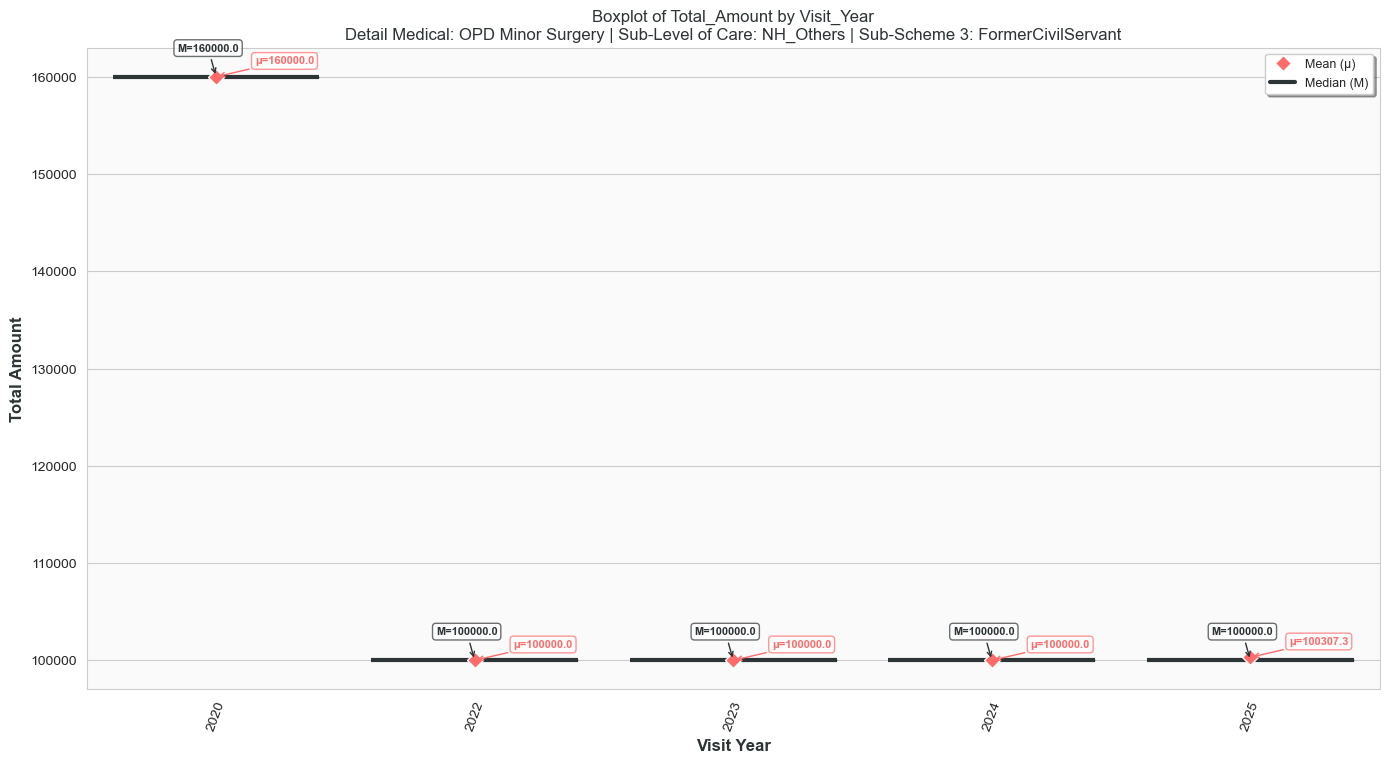 Boxplot of Total_Amount by Visit_Year
Detail Medical: OPD Minor Surgery | Sub-Level of Care: NH_Others | Sub-Scheme 3: FormerCivilServant
M=160000.0
μ=160000.0
Mean (μ)
Median (M)
160000
150000
140000
130000
120000
110000
100000
Total Amount
M=100000.0
μ=100000.0
M=100000.0
μ=100000.0
M=100000.0
μ=100000.0
M=100000.0
μ=100307.3
2020
2022
2023
2024
2025
Visit Year